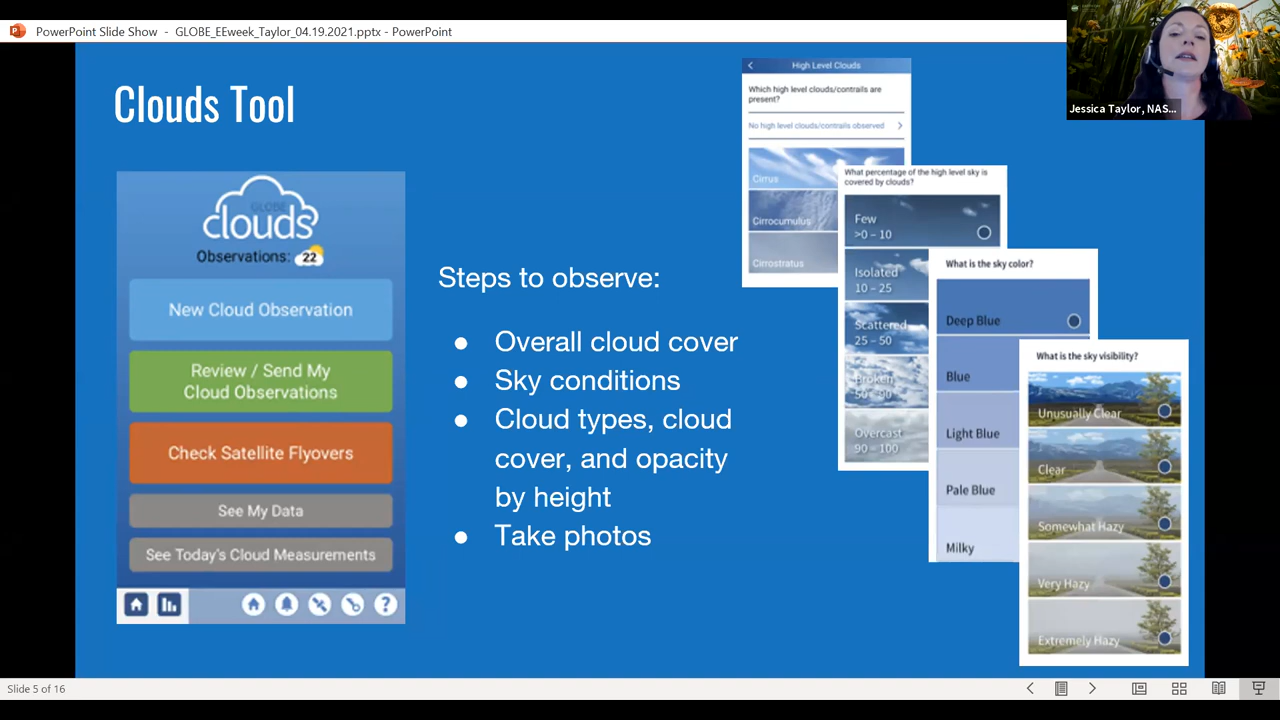 PowerPoint Slide Show - GLOBE_EEweek_Taylor_04.19.2021.pptx - PowerPoint
Jessica Taylor, NAS...
Clouds Tool
GLOBE
clouds
Observations: 22
New Cloud Observation
Review / Send My
Cloud Observations
Check Satellite Flyovers
See My Data
See Today's Cloud Measurements
Steps to observe:
● Overall cloud cover
● Sky conditions
● Cloud types, cloud
cover, and opacity
by height
● Take photos
High Level Clouds
Which high level clouds/contrails are
present?
No high level clouds/contrails observed
Cirrus
Cirrocumulus
Cirrostratus
What percentage of the high level sky is
covered by clouds?
Few
>0 – 10
Isolated
10 – 25
Scattered
25 – 50
Broken
50 – 90
Overcast
90 – 100
What is the sky color?
Deep Blue
Blue
Light Blue
Pale Blue
Milky
What is the sky visibility?
Unusually Clear
Clear
Somewhat Hazy
Very Hazy
Extremely Hazy
Slide 5 of 16